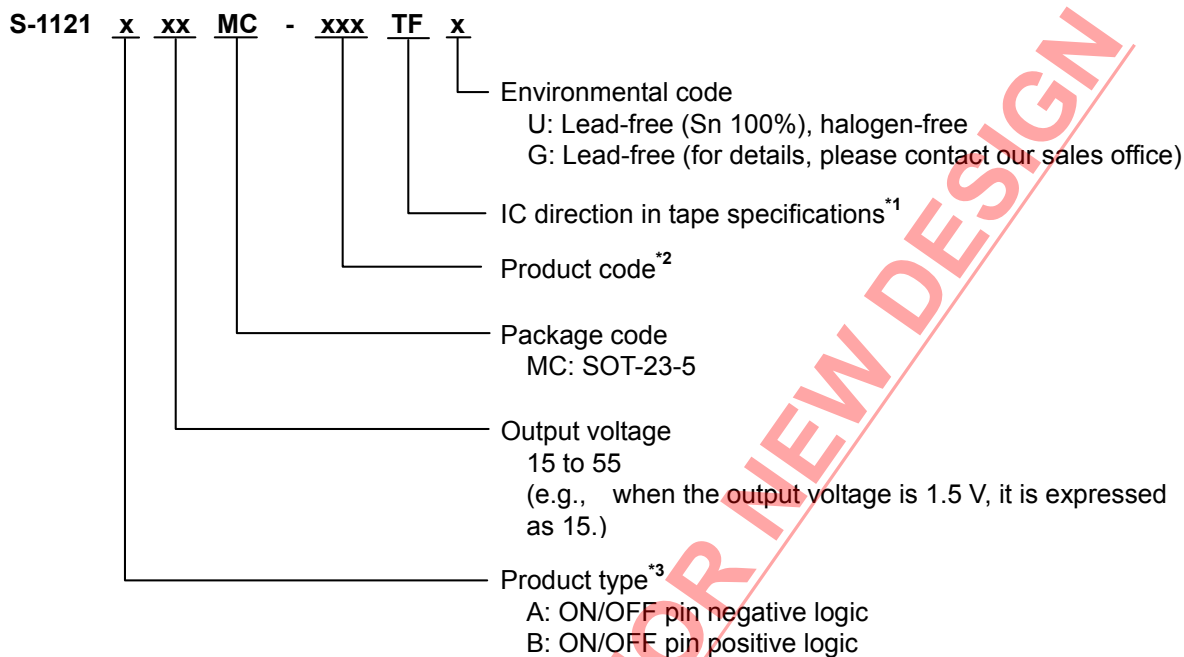 S-1121 x xx MC - xxx TF x
Environmental code
U: Lead-free (Sn 100%), halogen-free
G: Lead-free (for details, please contact our sales office)
IC direction in tape specifications*1
Product code*2
Package code
MC: SOT-23-5
Output voltage
15 to 55
(e.g., when the output voltage is 1.5 V, it is expressed
as 15.)
Product type*3
A: ON/OFF pin negative logic
B: ON/OFF pin positive logic
OR NEW DESIGN